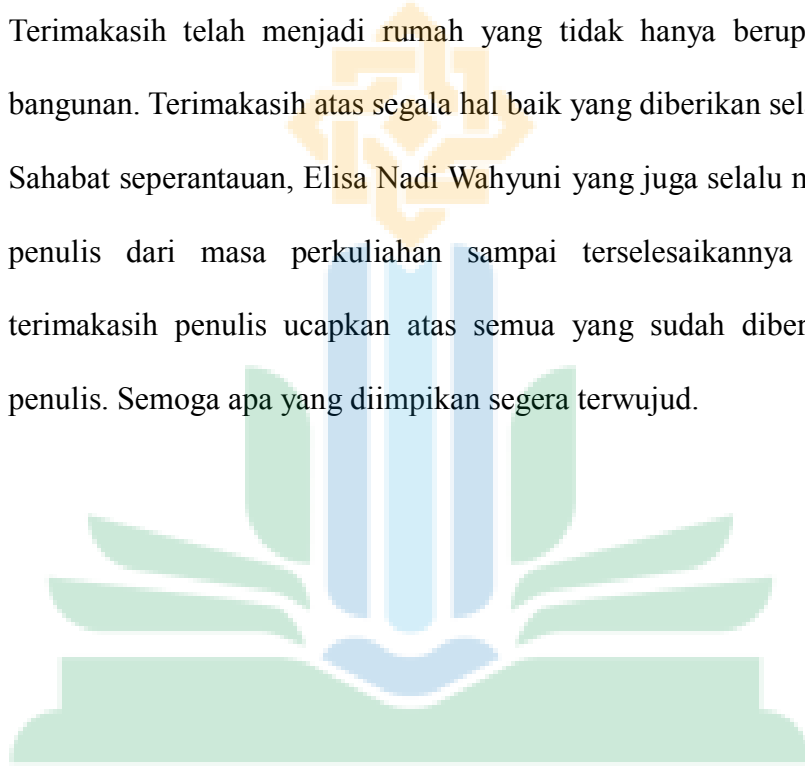 Terimakasih telah menjadi rumah yang tidak hanya berup
bangunan. Terimakasih atas segala hal baik yang diberikan sel
Sahabat seperantauan, Elisa Nadi Wahyuni yang juga selalu m
penulis dari masa perkuliahan sampai terselesaikannya
terimakasih penulis ucapkan atas semua yang sudah diber
penulis. Semoga apa yang diimpikan segera terwujud.